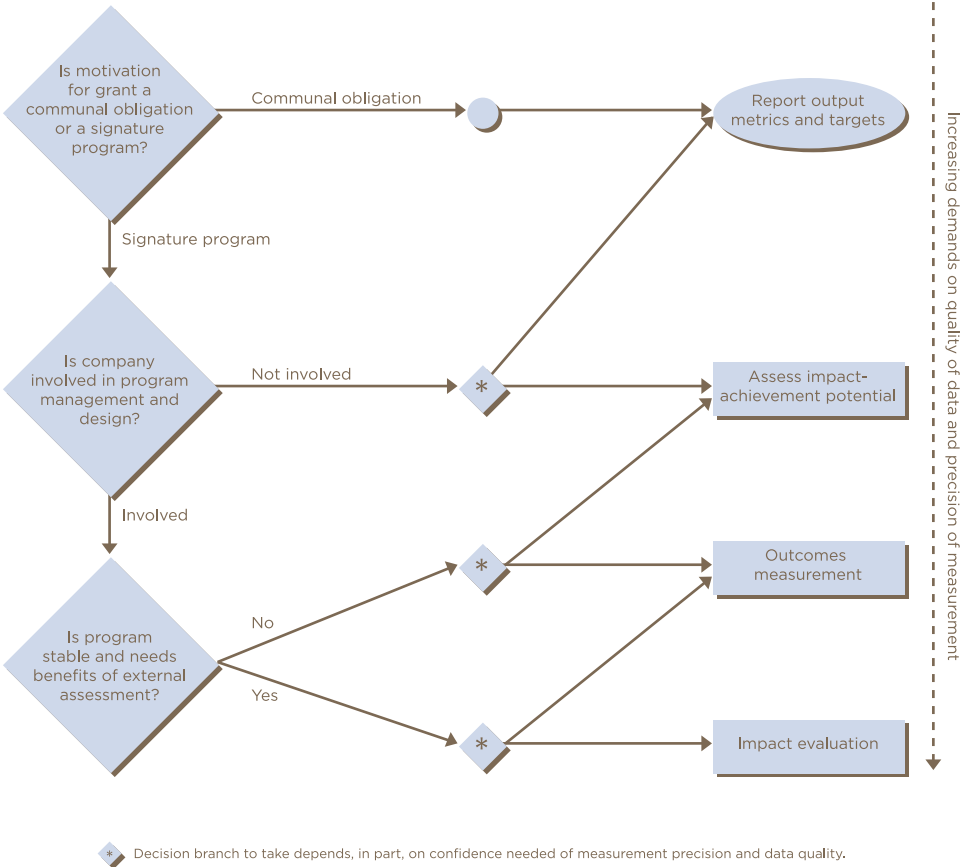 Is motivation
for grant a
communal obligation
or a signature
program?
Communal obligation
Report output
metrics and targets
Signature program
Is company
involved in program
management and
design?
Not involved
*
Assess impact-
achievement potential
Involved
Is program
stable and needs
benefits of external
assessment?
No
*
Outcomes
measurement
Yes
*
Impact evaluation
Increasing demands on quality of data and precision of measurement
* Decision branch to take depends, in part, on confidence needed of measurement precision and data quality.